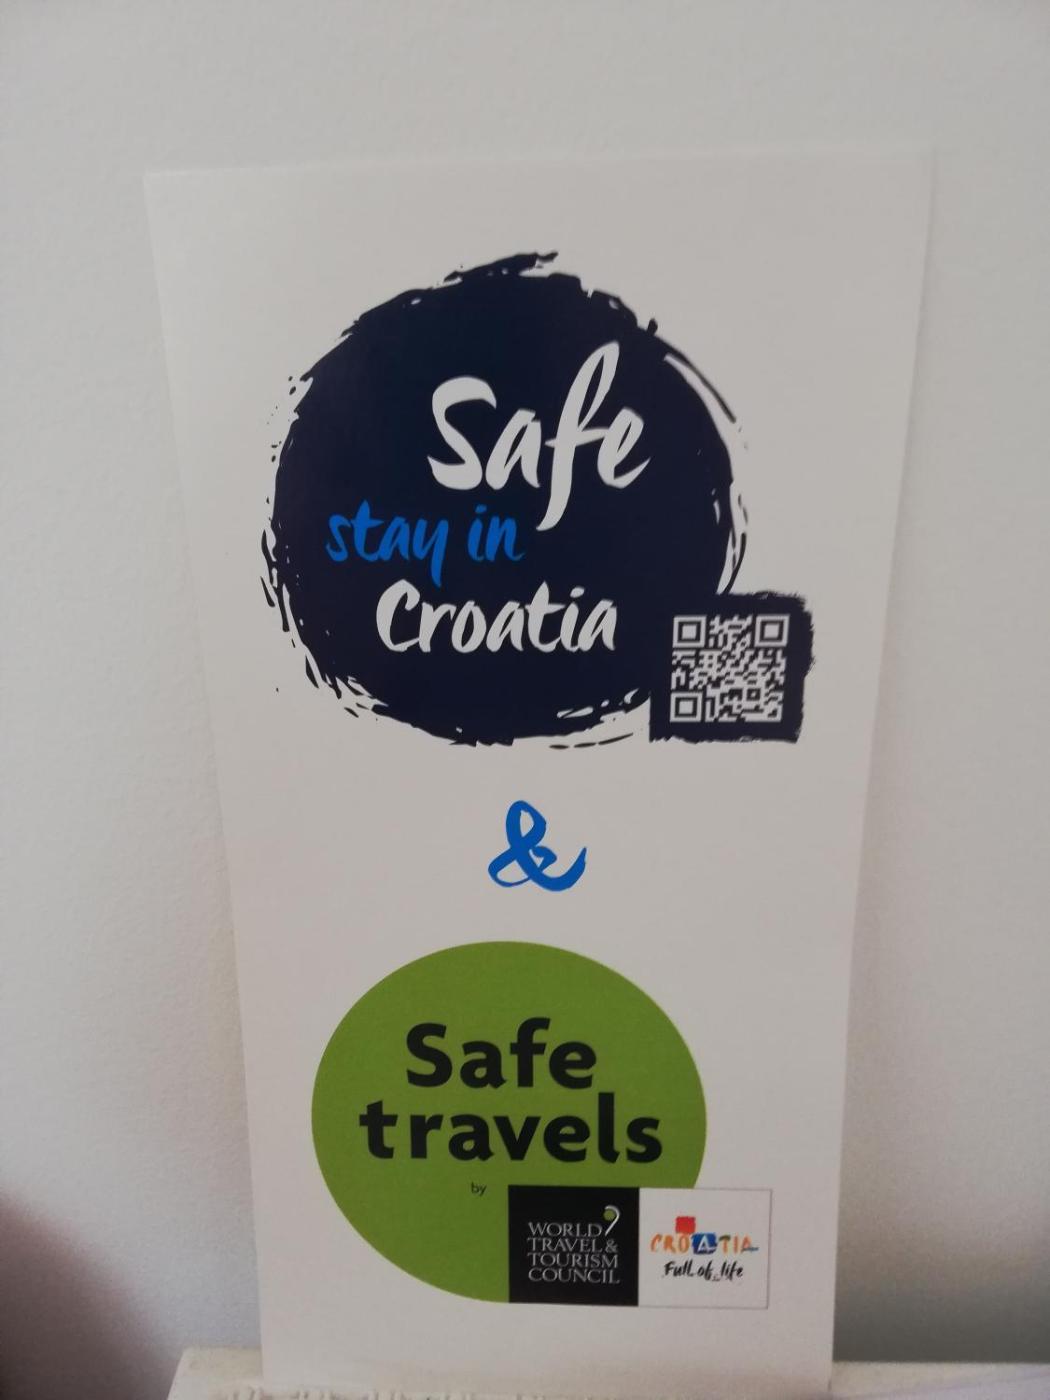 Safe
stay in
Croatia
&
Safe
travels
by
WORLD
TRAVEL &
TOURISM
COUNCIL
CROATIA
Full of life